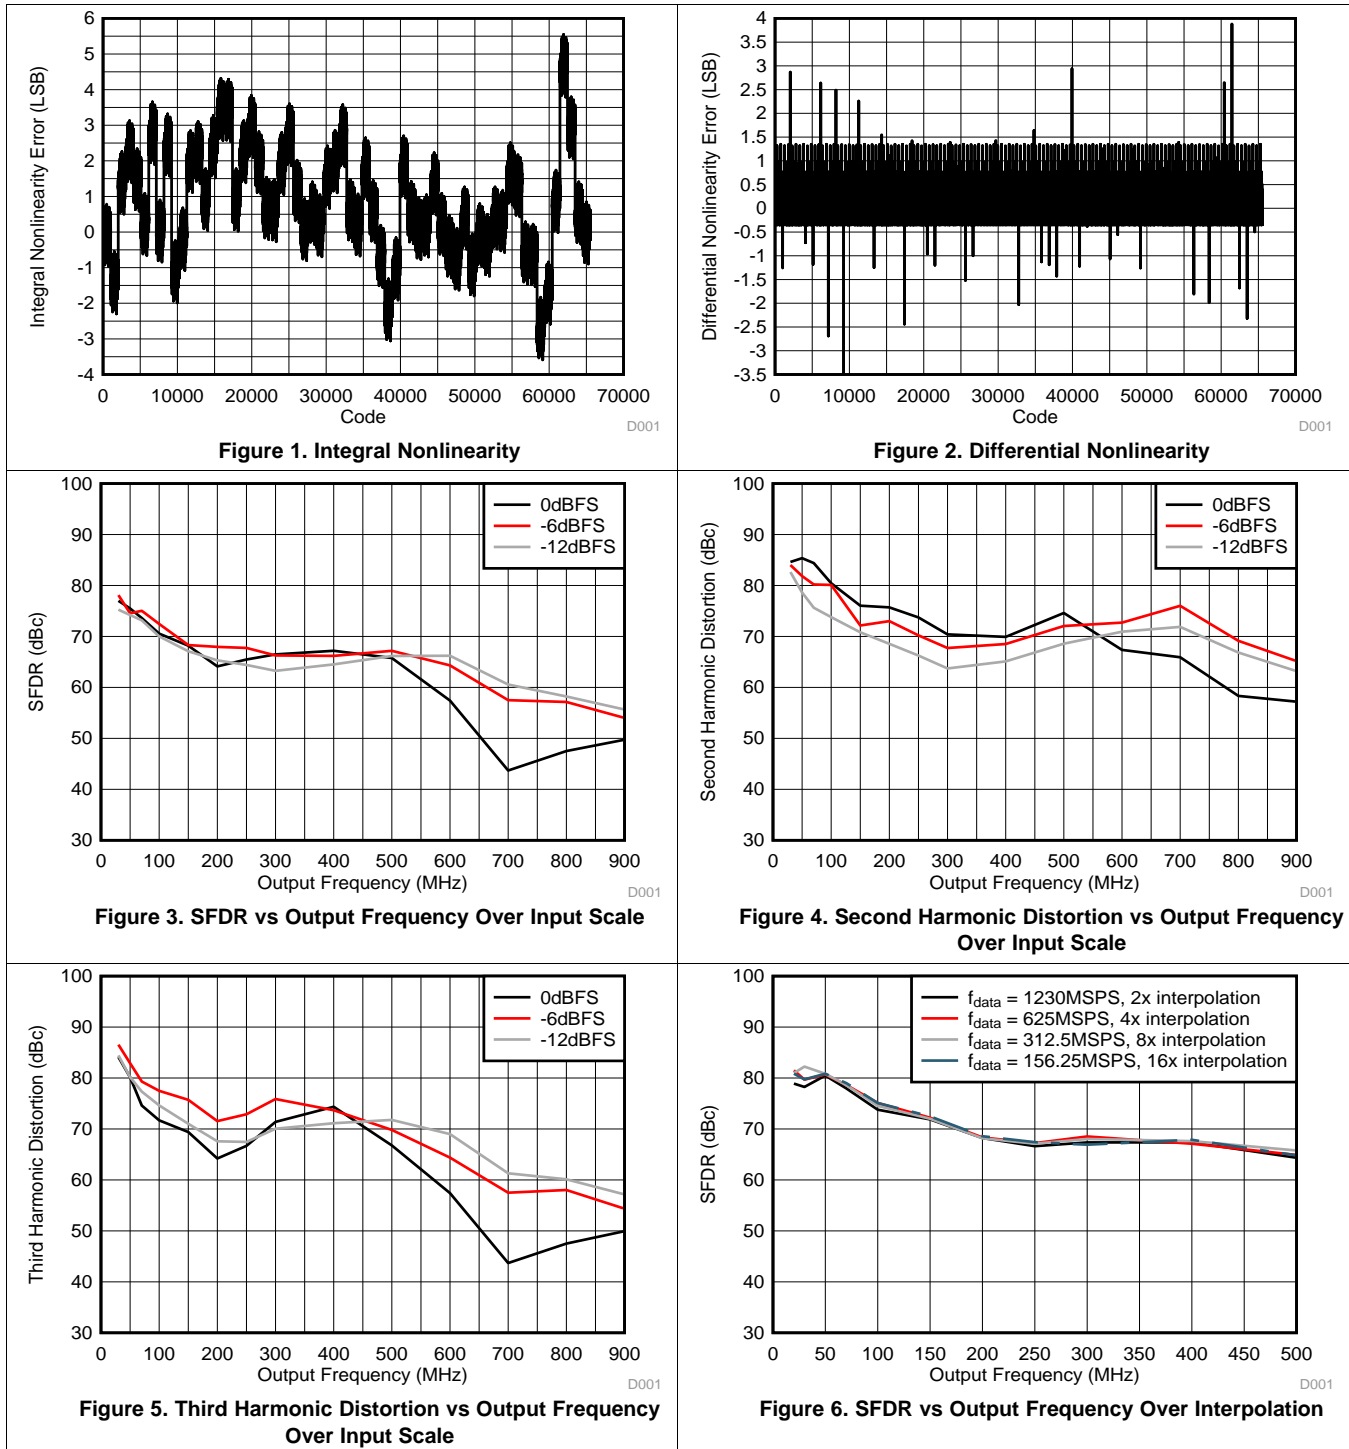 6
5
4
3
2
1
0
-1
-2
-3
-4
Integral Nonlinearity Error (LSB)
0 10000 20000 30000 40000 50000 60000 70000
Code
D001
Figure 1. Integral Nonlinearity
4
3.5
3
2.5
2
1.5
1
0.5
0
-0.5
-1
-1.5
-2
-2.5
-3
-3.5
Differential Nonlinearity Error (LSB)
0 10000 20000 30000 40000 50000 60000 70000
Code
D001
Figure 2. Differential Nonlinearity
100
90
80
70
60
50
40
30
SFDR (dBc)
0dBFS
-6dBFS
-12dBFS
0 100 200 300 400 500 600 700 800 900
Output Frequency (MHz)
D001
Figure 3. SFDR vs Output Frequency Over Input Scale
100
90
80
70
60
50
40
30
Second Harmonic Distortion (dBc)
0dBFS
-6dBFS
-12dBFS
0 100 200 300 400 500 600 700 800 900
Output Frequency (MHz)
D001
Figure 4. Second Harmonic Distortion vs Output Frequency
Over Input Scale
100
90
80
70
60
50
40
30
Third Harmonic Distortion (dBc)
0dBFS
-6dBFS
-12dBFS
0 100 200 300 400 500 600 700 800 900
Output Frequency (MHz)
D001
Figure 5. Third Harmonic Distortion vs Output Frequency
Over Input Scale
100
90
80
70
60
50
40
30
SFDR (dBc)
fdata = 1230MSPS, 2x interpolation
fdata = 625MSPS, 4x interpolation
fdata = 312.5MSPS, 8x interpolation
fdata = 156.25MSPS, 16x interpolation
0 50 100 150 200 250 300 350 400 450 500
Output Frequency (MHz)
D001
Figure 6. SFDR vs Output Frequency Over Interpolation